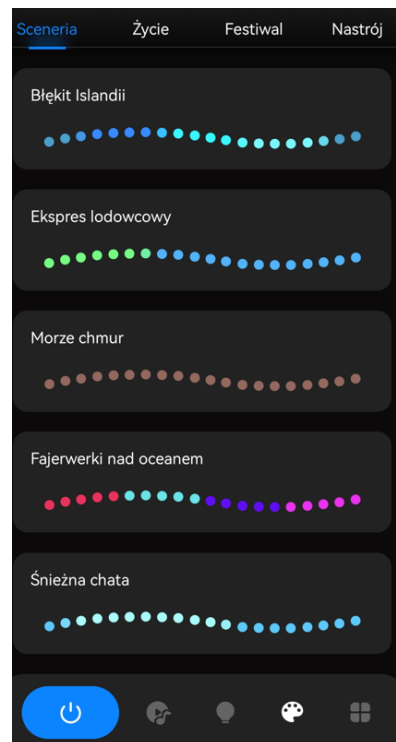 Sceneria Życie Festiwal Nastrój
Błękit Islandii
Ekspres lodowcowy
Morze chmur
Fajerwerki nad oceanem
Śnieżna chata